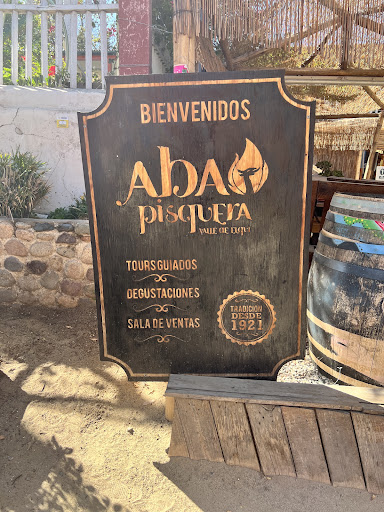 BIENVENIDOS
ABA
pisquera
VALLE DE ELQUI
TOURS GUIADOS
DEGUSTACIONES
SALA DE VENTAS
TRADICIÓN
DESDE
1921